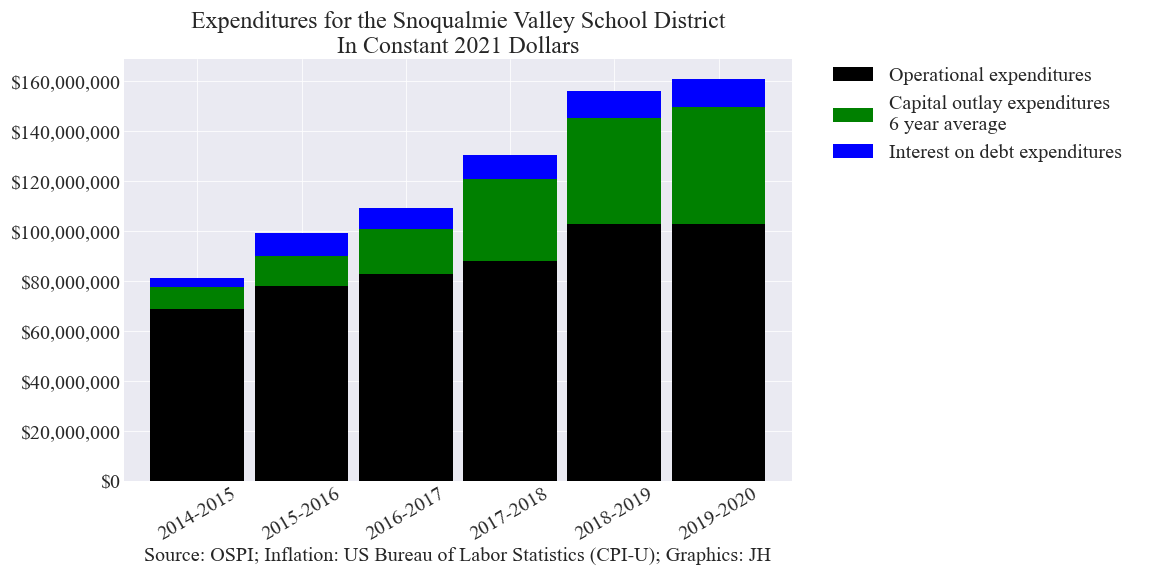 Expenditures for the Snoqualmie Valley School District
In Constant 2021 Dollars
$160,000,000
$140,000,000
$120,000,000
$100,000,000
$80,000,000
$60,000,000
$40,000,000
$20,000,000
$0
2014-2015
2015-2016
2016-2017
2017-2018
2018-2019
2019-2020
Source: OSPI; Inflation: US Bureau of Labor Statistics (CPI-U); Graphics: JH
Operational expenditures
Capital outlay expenditures
6 year average
Interest on debt expenditures